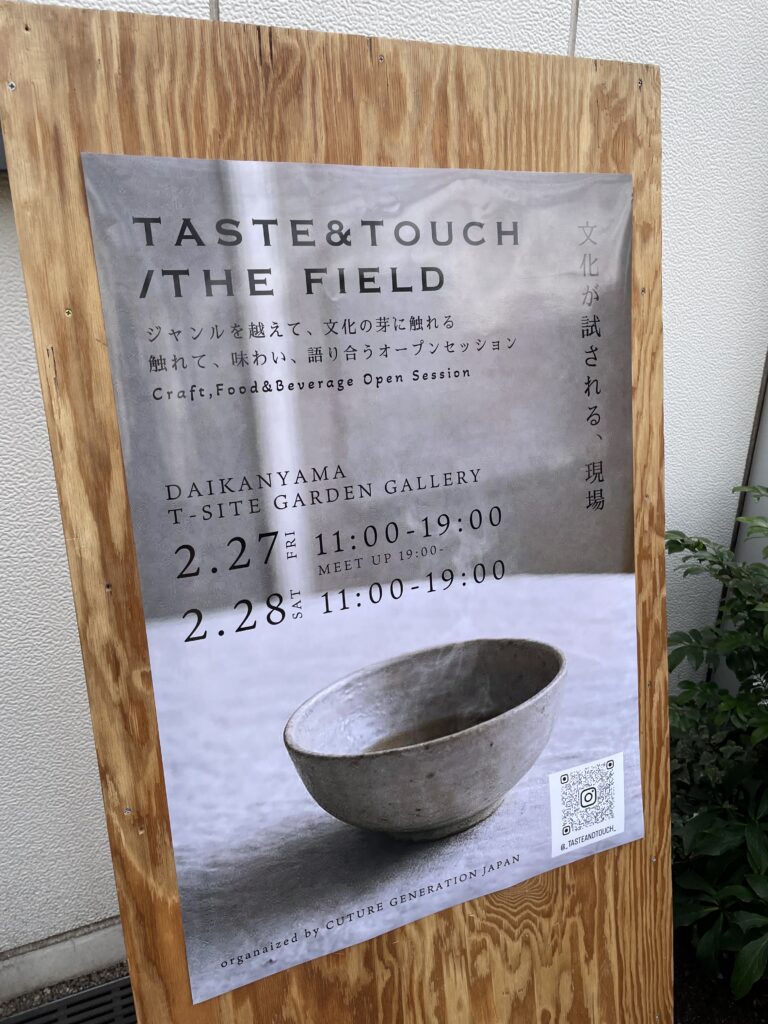 TASTE&TOUCH
/THE FIELD
ジャンルを越えて、文化の芽に触れる
触れて、味わい、語り合うオープンセッション
Craft,Food&Beverage Open Session
文化が試される、現場
DAIKANYAMA
T-SITE GARDEN GALLERY
2.27 FRI 11:00-19:00
MEET UP 19:00-
2.28 SAT 11:00-19:00
@_TASTEANDTOUCH_
organaized by CUTURE GENERATION JAPAN